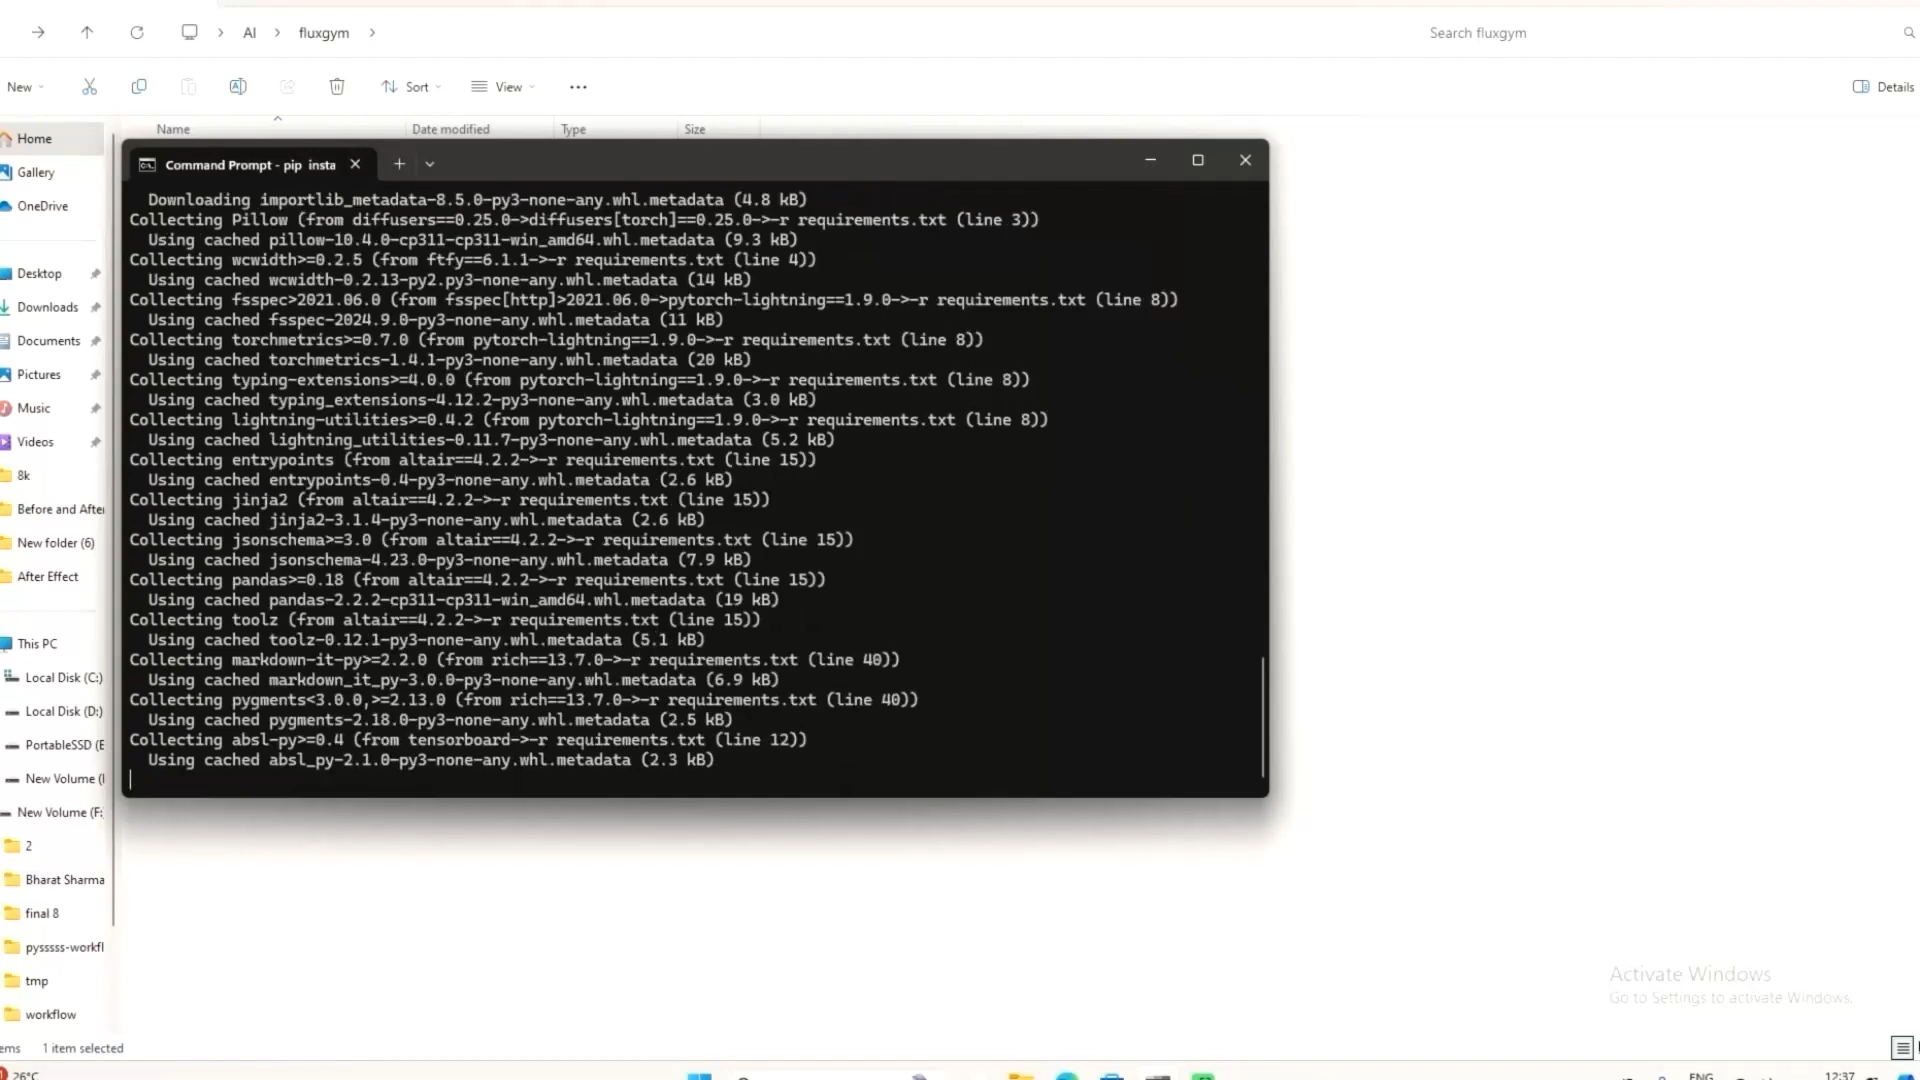 AI
fluxgym
Search fluxgym
New
Sort
View
Details
Name
Date modified
Type
Size
Home
Gallery
OneDrive
Desktop
Downloads
Documents
Pictures
Music
Videos
8k
Before and After
New folder (6)
After Effect
This PC
Local Disk (C:)
Local Disk (D:)
PortableSSD (E
New Volume (
New Volume (F:
2
Bharat Sharma
final 8
pysssss-workfl
tmp
workflow
Command Prompt - pip insta
Downloading importlib_metadata-8.5.0-py3-none-any.whl.metadata (4.8 kB)
Collecting Pillow (from diffusers==0.25.0->diffusers[torch]==0.25.0->-r requirements.txt (line 3))
Using cached pillow-10.4.0-cp311-cp311-win_amd64.whl.metadata (9.3 kB)
Collecting wcwidth>=0.2.5 (from ftfy==6.1.1->-r requirements.txt (line 4))
Using cached wcwidth-0.2.13-py2.py3-none-any.whl.metadata (14 kB)
Collecting fsspec>2021.06.0 (from fsspec[http]>2021.06.0->pytorch-lightning==1.9.0->-r requirements.txt (line 8))
Using cached fsspec-2024.9.0-py3-none-any.whl.metadata (11 kB)
Collecting torchmetrics>=0.7.0 (from pytorch-lightning==1.9.0->-r requirements.txt (line 8))
Using cached torchmetrics-1.4.1-py3-none-any.whl.metadata (20 kB)
Collecting typing-extensions>=4.0.0 (from pytorch-lightning==1.9.0->-r requirements.txt (line 8))
Using cached typing_extensions-4.12.2-py3-none-any.whl.metadata (3.0 kB)
Collecting lightning-utilities>=0.4.2 (from pytorch-lightning==1.9.0->-r requirements.txt (line 8))
Using cached lightning_utilities-0.11.7-py3-none-any.whl.metadata (5.2 kB)
Collecting entrypoints (from altair==4.2.2->-r requirements.txt (line 15))
Using cached entrypoints-0.4-py3-none-any.whl.metadata (2.6 kB)
Collecting jinja2 (from altair==4.2.2->-r requirements.txt (line 15))
Using cached jinja2-3.1.4-py3-none-any.whl.metadata (2.6 kB)
Collecting jsonschema>=3.0 (from altair==4.2.2->-r requirements.txt (line 15))
Using cached jsonschema-4.23.0-py3-none-any.whl.metadata (7.9 kB)
Collecting pandas>=0.18 (from altair==4.2.2->-r requirements.txt (line 15))
Using cached pandas-2.2.2-cp311-cp311-win_amd64.whl.metadata (19 kB)
Collecting toolz (from altair==4.2.2->-r requirements.txt (line 15))
Using cached toolz-0.12.1-py3-none-any.whl.metadata (5.1 kB)
Collecting markdown-it-py>=2.2.0 (from rich==13.7.0->-r requirements.txt (line 40))
Using cached markdown_it_py-3.0.0-py3-none-any.whl.metadata (6.9 kB)
Collecting pygments<3.0.0,>=2.13.0 (from rich==13.7.0->-r requirements.txt (line 40))
Using cached pygments-2.18.0-py3-none-any.whl.metadata (2.5 kB)
Collecting absl-py>=0.4 (from tensorboard->-r requirements.txt (line 12))
Using cached absl_py-2.1.0-py3-none-any.whl.metadata (2.3 kB)
Activate Windows
Go to Settings to activate Windows.
ems 1 item selected
26°C
ENG
12:37